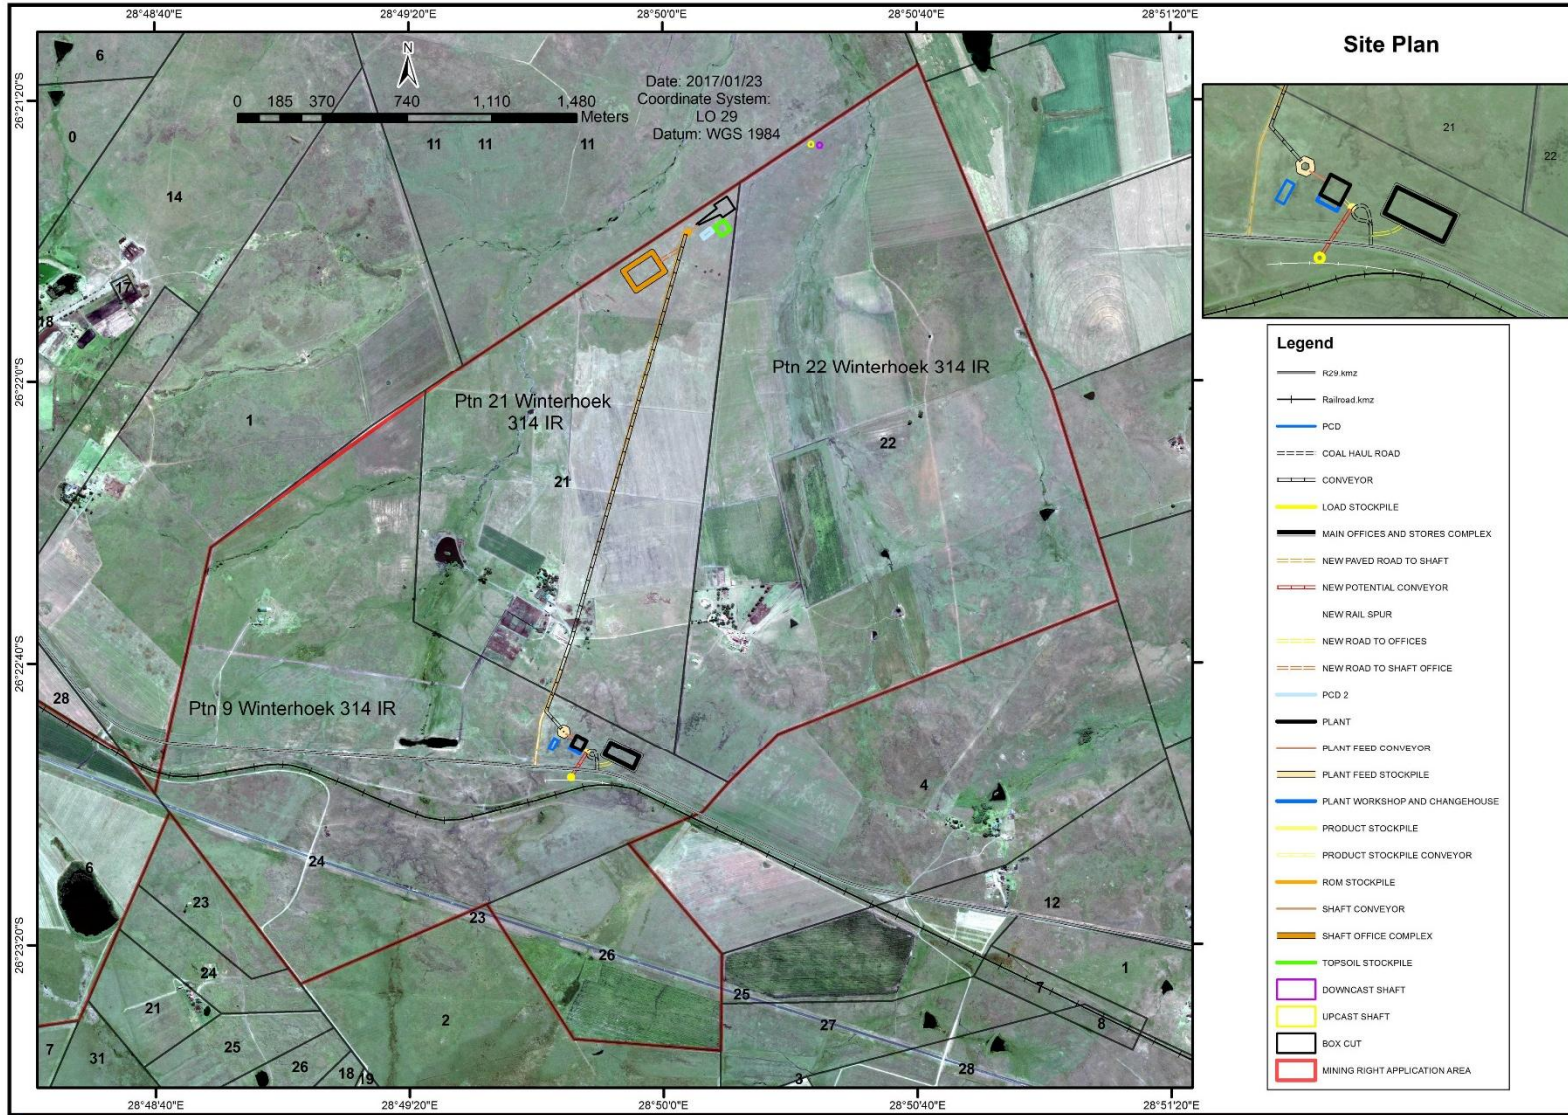 28°48'40"E
28°49'20"E
28°50'0"E
28°50'40"E
28°51'20"E
Site Plan
26°21'20"S
26°22'0"S
26°22'40"S
26°23'20"S
N
0 185 370 740 1,110 1,480
Meters
Date: 2017/01/23
Coordinate System:
LO 29
Datum: WGS 1984
6
0
11 11 11
14
17
18
1
Ptn 21 Winterhoek
314 IR
Ptn 22 Winterhoek 314 IR
22
21
Ptn 9 Winterhoek 314 IR
28
4
24
6
23
23
12
26
24
1
25
7
21
2
27
8
25
7
31
26
18
19
3
28
28°48'40"E
28°49'20"E
28°50'0"E
28°50'40"E
28°51'20"E
21
22
Legend
R29.kmz
Railroad.kmz
PCD
COAL HAUL ROAD
CONVEYOR
LOAD STOCKPILE
MAIN OFFICES AND STORES COMPLEX
NEW PAVED ROAD TO SHAFT
NEW POTENTIAL CONVEYOR
NEW RAIL SPUR
NEW ROAD TO OFFICES
NEW ROAD TO SHAFT OFFICE
PCD 2
PLANT
PLANT FEED CONVEYOR
PLANT FEED STOCKPILE
PLANT WORKSHOP AND CHANGEHOUSE
PRODUCT STOCKPILE
PRODUCT STOCKPILE CONVEYOR
ROM STOCKPILE
SHAFT CONVEYOR
SHAFT OFFICE COMPLEX
TOPSOIL STOCKPILE
DOWNCAST SHAFT
UPCAST SHAFT
BOX CUT
MINING RIGHT APPLICATION AREA